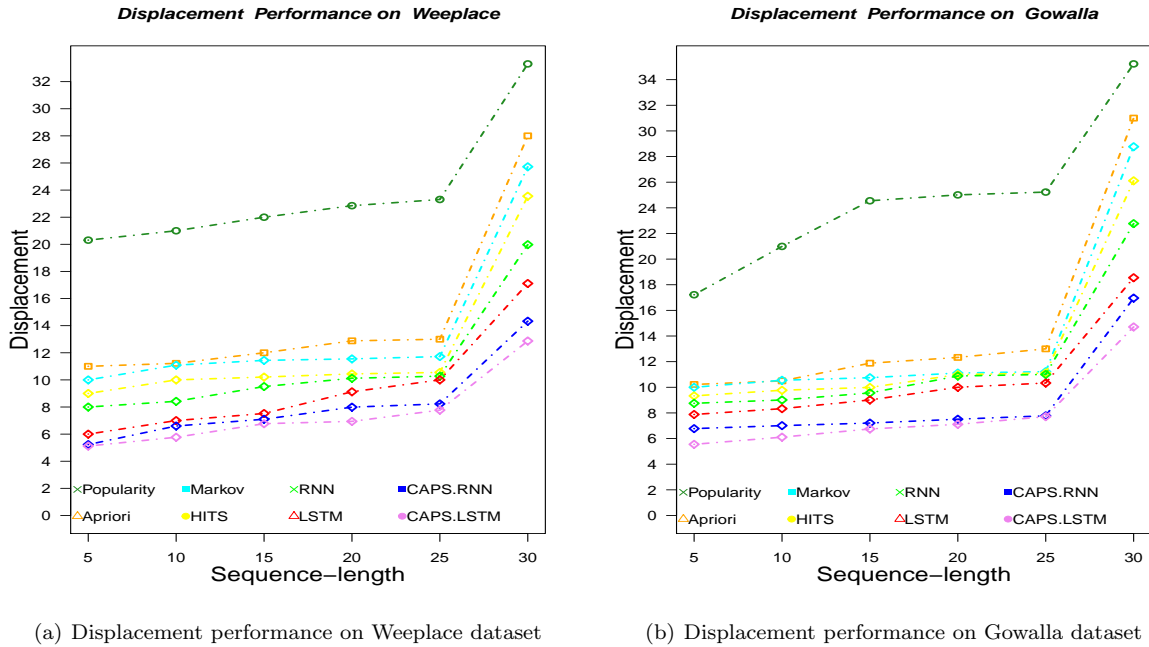 Displacement Performance on Weeplace
Displacement
32
30
28
26
24
22
20
18
16
14
12
10
8
6
4
2
0
Popularity Markov RNN CAPS.RNN
Apriori HITS LSTM CAPS.LSTM
5 10 15 20 25 30
Sequence−length
(a) Displacement performance on Weeplace dataset
Displacement Performance on Gowalla
Displacement
34
32
30
28
26
24
22
20
18
16
14
12
10
8
6
4
2
0
Popularity Markov RNN CAPS.RNN
Apriori HITS LSTM CAPS.LSTM
5 10 15 20 25 30
Sequence−length
(b) Displacement performance on Gowalla dataset